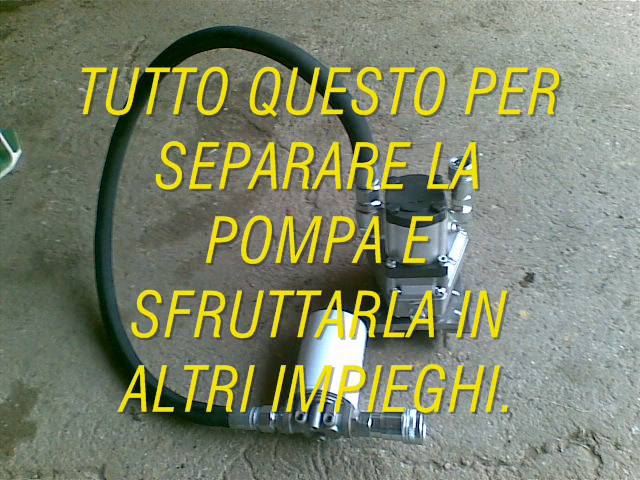 TUTTO QUESTO PER
SEPARARE LA
POMPA E
SFRUTTARLA IN
ALTRI IMPIEGHI.